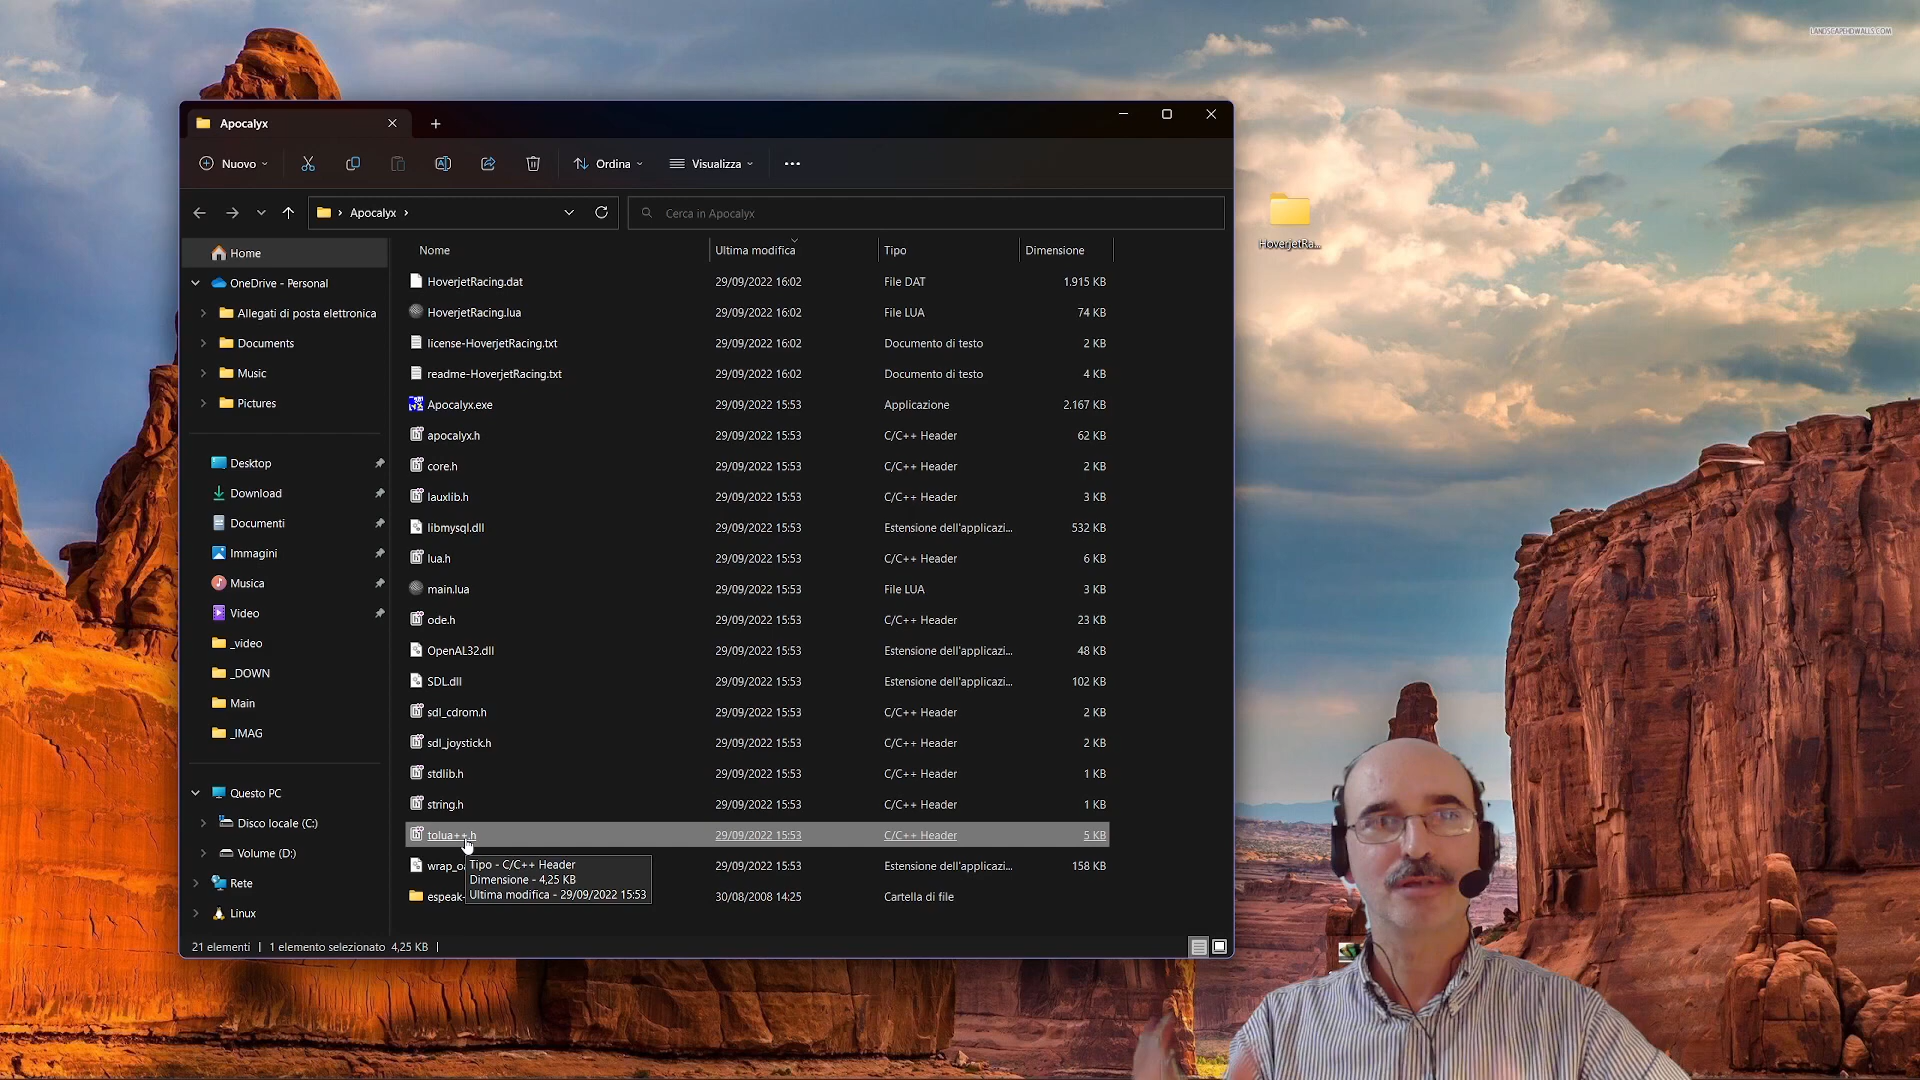 LANDSCAPEHDWALLS.COM
Apocalyx
Nuovo
Ordina
Visualizza
Apocalyx
Cerca in Apocalyx
HoverjetRa...
Nome Ultima modifica Tipo Dimensione
Home
OneDrive - Personal
Allegati di posta elettronica
Documents
Music
Pictures
Desktop
Download
Documenti
Immagini
Musica
Video
_video
_DOWN
Main
_IMAG
Questo PC
Disco locale (C:)
Volume (D:)
Rete
Linux
HoverjetRacing.dat 29/09/2022 16:02 File DAT 1.915 KB
HoverjetRacing.lua 29/09/2022 16:02 File LUA 74 KB
license-HoverjetRacing.txt 29/09/2022 16:02 Documento di testo 2 KB
readme-HoverjetRacing.txt 29/09/2022 16:02 Documento di testo 4 KB
Apocalyx.exe 29/09/2022 15:53 Applicazione 2.167 KB
apocalyx.h 29/09/2022 15:53 C/C++ Header 62 KB
core.h 29/09/2022 15:53 C/C++ Header 2 KB
lauxlib.h 29/09/2022 15:53 C/C++ Header 3 KB
libmysql.dll 29/09/2022 15:53 Estensione dell'applicazi... 532 KB
lua.h 29/09/2022 15:53 C/C++ Header 6 KB
main.lua 29/09/2022 15:53 File LUA 3 KB
ode.h 29/09/2022 15:53 C/C++ Header 23 KB
OpenAL32.dll 29/09/2022 15:53 Estensione dell'applicazi... 48 KB
SDL.dll 29/09/2022 15:53 Estensione dell'applicazi... 102 KB
sdl_cdrom.h 29/09/2022 15:53 C/C++ Header 2 KB
sdl_joystick.h 29/09/2022 15:53 C/C++ Header 2 KB
stdlib.h 29/09/2022 15:53 C/C++ Header 1 KB
string.h 29/09/2022 15:53 C/C++ Header 1 KB
tolua++.h 29/09/2022 15:53 C/C++ Header 5 KB
wrap_o 29/09/2022 15:53 Estensione dell'applicazi... 158 KB
espeak- 30/08/2008 14:25 Cartella di file
Tipo - C/C++ Header
Dimensione - 4,25 KB
Ultima modifica - 29/09/2022 15:53
21 elementi | 1 elemento selezionato 4,25 KB |